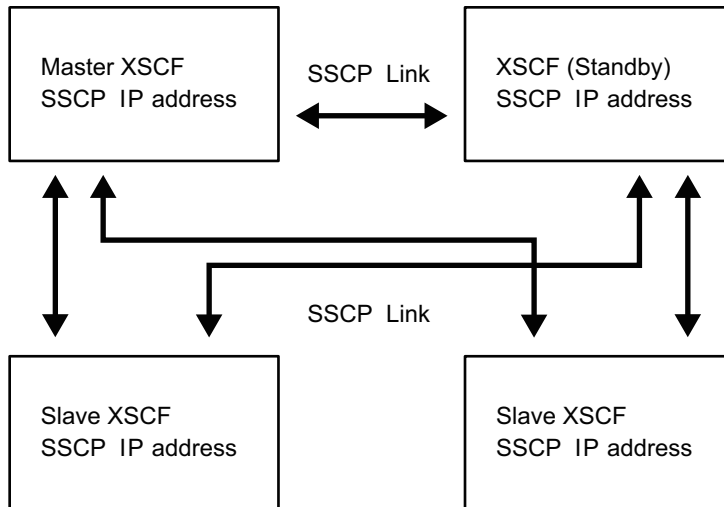 Master XSCF
SSCP IP address
SSCP Link
XSCF (Standby)
SSCP IP address
SSCP Link
Slave XSCF
SSCP IP address
Slave XSCF
SSCP IP address